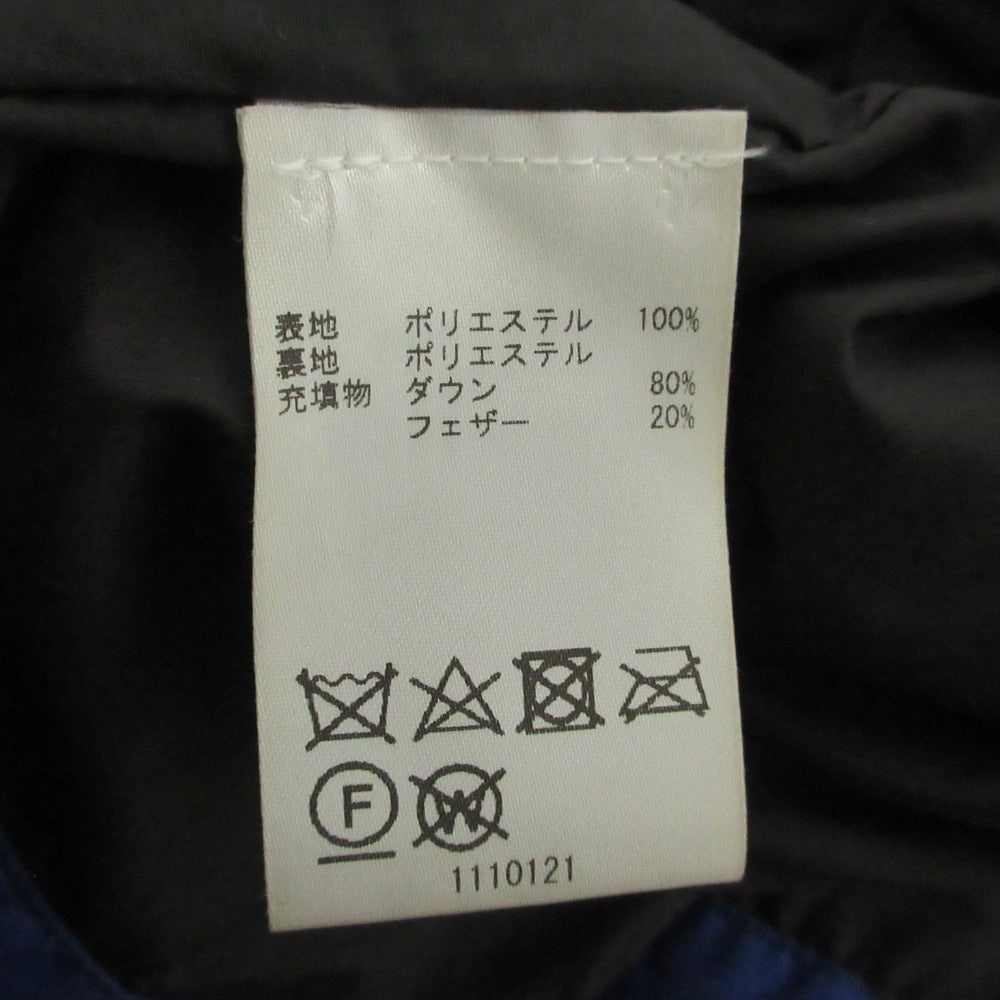 表地 ポリエステル 100%
裏地 ポリエステル
充填物 ダウン 80%
フェザー 20%
F W
1110121